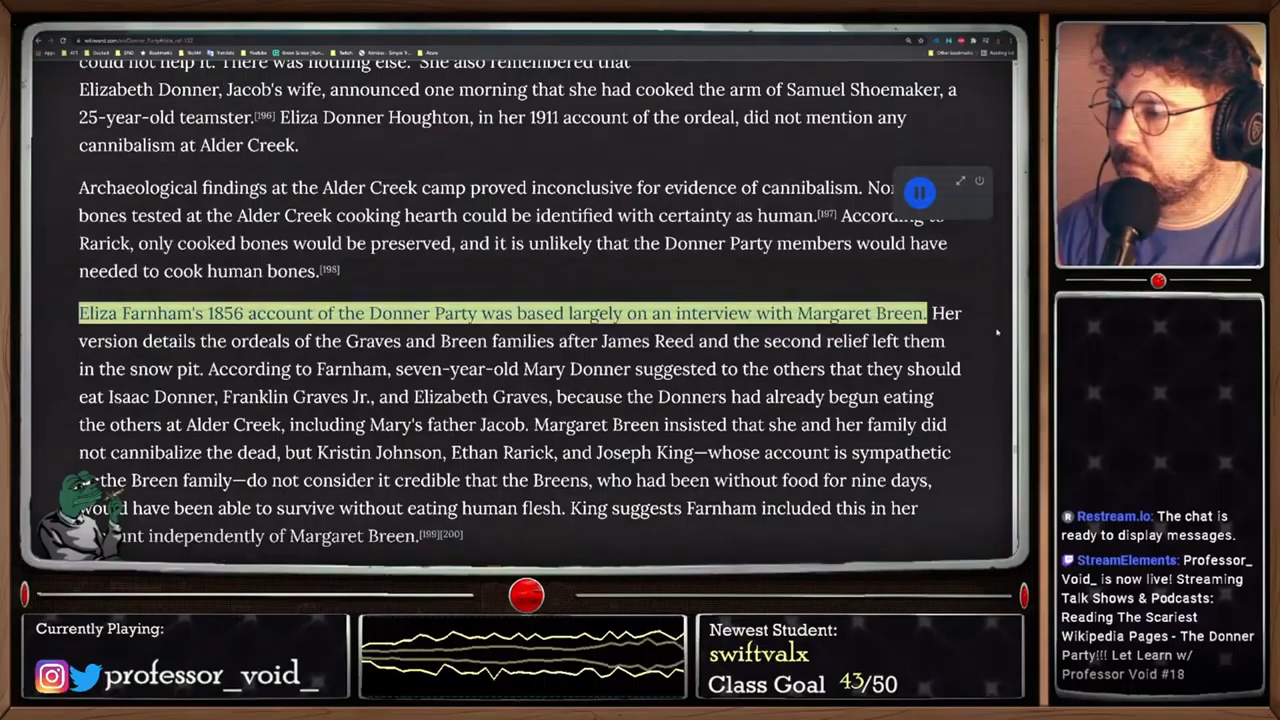 could not help it. There was nothing else." She also remembered that
Elizabeth Donner, Jacob's wife, announced one morning that she had cooked the arm of Samuel Shoemaker, a
25-year-old teamster.[196] Eliza Donner Houghton, in her 1911 account of the ordeal, did not mention any
cannibalism at Alder Creek.
Archaeological findings at the Alder Creek camp proved inconclusive for evidence of cannibalism.
bones tested at the Alder Creek cooking hearth could be identified with certainty as human.[197] According to
Rarick, only cooked bones would be preserved, and it is unlikely that the Donner Party members would have
needed to cook human bones.[198]
Eliza Farnham's 1856 account of the Donner Party was based largely on an interview with Margaret Breen. Her
version details the ordeals of the Graves and Breen families after James Reed and the second relief left them
in the snow pit. According to Farnham, seven-year-old Mary Donner suggested to the others that they should
eat Isaac Donner, Franklin Graves Jr., and Elizabeth Graves, because the Donners had already begun eating
the others at Alder Creek, including Mary's father Jacob. Margaret Breen insisted that she and her family did
not cannibalize the dead, but Kristin Johnson, Ethan Rarick, and Joseph King—whose account is sympathetic
the Breen family—do not consider it credible that the Breens, who had been without food for nine days,
would have been able to survive without eating human flesh. King suggests Farnham included this in her
independently of Margaret Breen.[199][200]
Currently Playing:
professor_void_
Newest Student:
swiftvalx
Class Goal 43/50
Restream.io: The chat is
ready to display messages.
StreamElements: Professor_
Void_ is now live! Streaming
Talk Shows & Podcasts:
Reading The Scariest
Wikipedia Pages - The Donner
Party!!! Let Learn w/
Professor Void #18